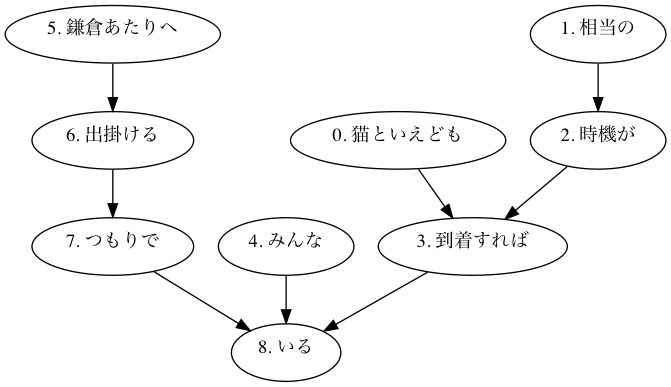 5. 鎌倉あたりへ
1. 相当の
6. 出掛ける
0. 猫といえども
2. 時機が
7. つもりで
4. みんな
3. 到着すれば
8. いる